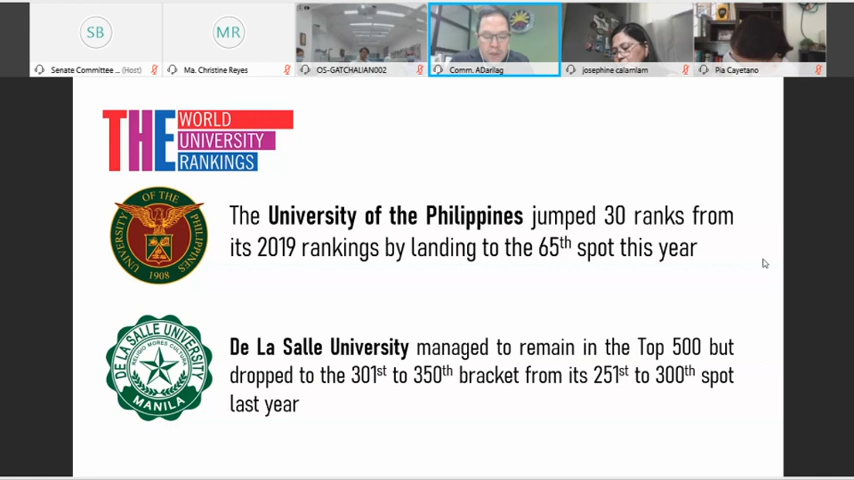 SB
MR
Senate Committee ... (Host)
Ma. Christine Reyes
OS-GATCHALIAN002
Comm. ADarilag
josephine calamlam
Pia Cayetano
THE WORLD
UNIVERSITY
RANKINGS
UNIVERSITY OF THE PHILIPPINES
1908
The University of the Philippines jumped 30 ranks from
its 2019 rankings by landing to the 65th spot this year
DE LA SALLE UNIVERSITY
RELIGIO MORES CULTURA
MANILA
De La Salle University managed to remain in the Top 500 but
dropped to the 301st to 350th bracket from its 251st to 300th spot
last year